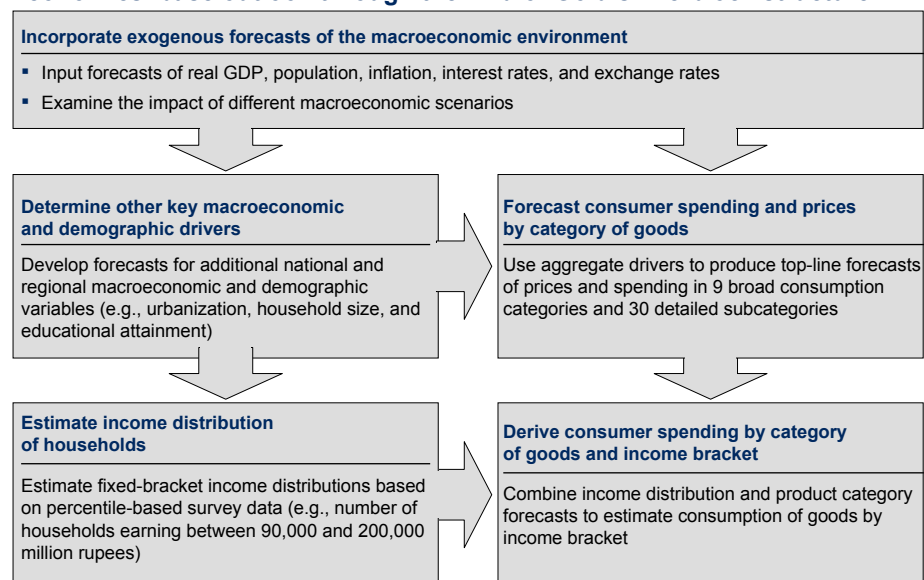 Incorporate exogenous forecasts of the macroeconomic environment
▪ Input forecasts of real GDP, population, inflation, interest rates, and exchange rates
▪ Examine the impact of different macroeconomic scenarios
Determine other key macroeconomic
and demographic drivers
Develop forecasts for additional national and
regional macroeconomic and demographic
variables (e.g., urbanization, household size, and
educational attainment)
Forecast consumer spending and prices
by category of goods
Use aggregate drivers to produce top-line forecasts
of prices and spending in 9 broad consumption
categories and 30 detailed subcategories
Estimate income distribution
of households
Estimate fixed-bracket income distributions based
on percentile-based survey data (e.g., number of
households earning between 90,000 and 200,000
million rupees)
Derive consumer spending by category
of goods and income bracket
Combine income distribution and product category
forecasts to estimate consumption of goods by
income bracket